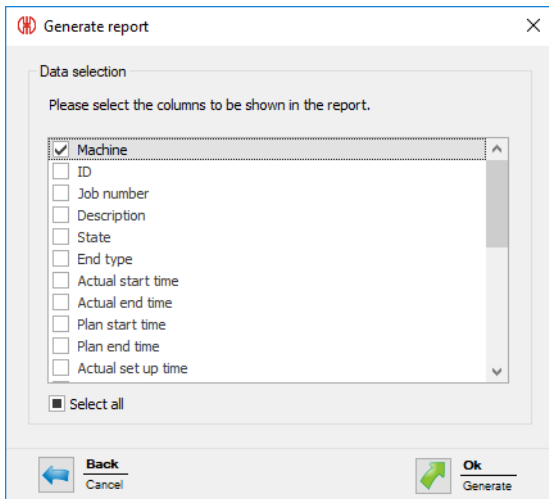 Generate report
Data selection
Please select the columns to be shown in the report.
Machine
ID
Job number
Description
State
End type
Actual start time
Actual end time
Plan start time
Plan end time
Actual set up time
Select all
Back
Cancel
Ok
Generate